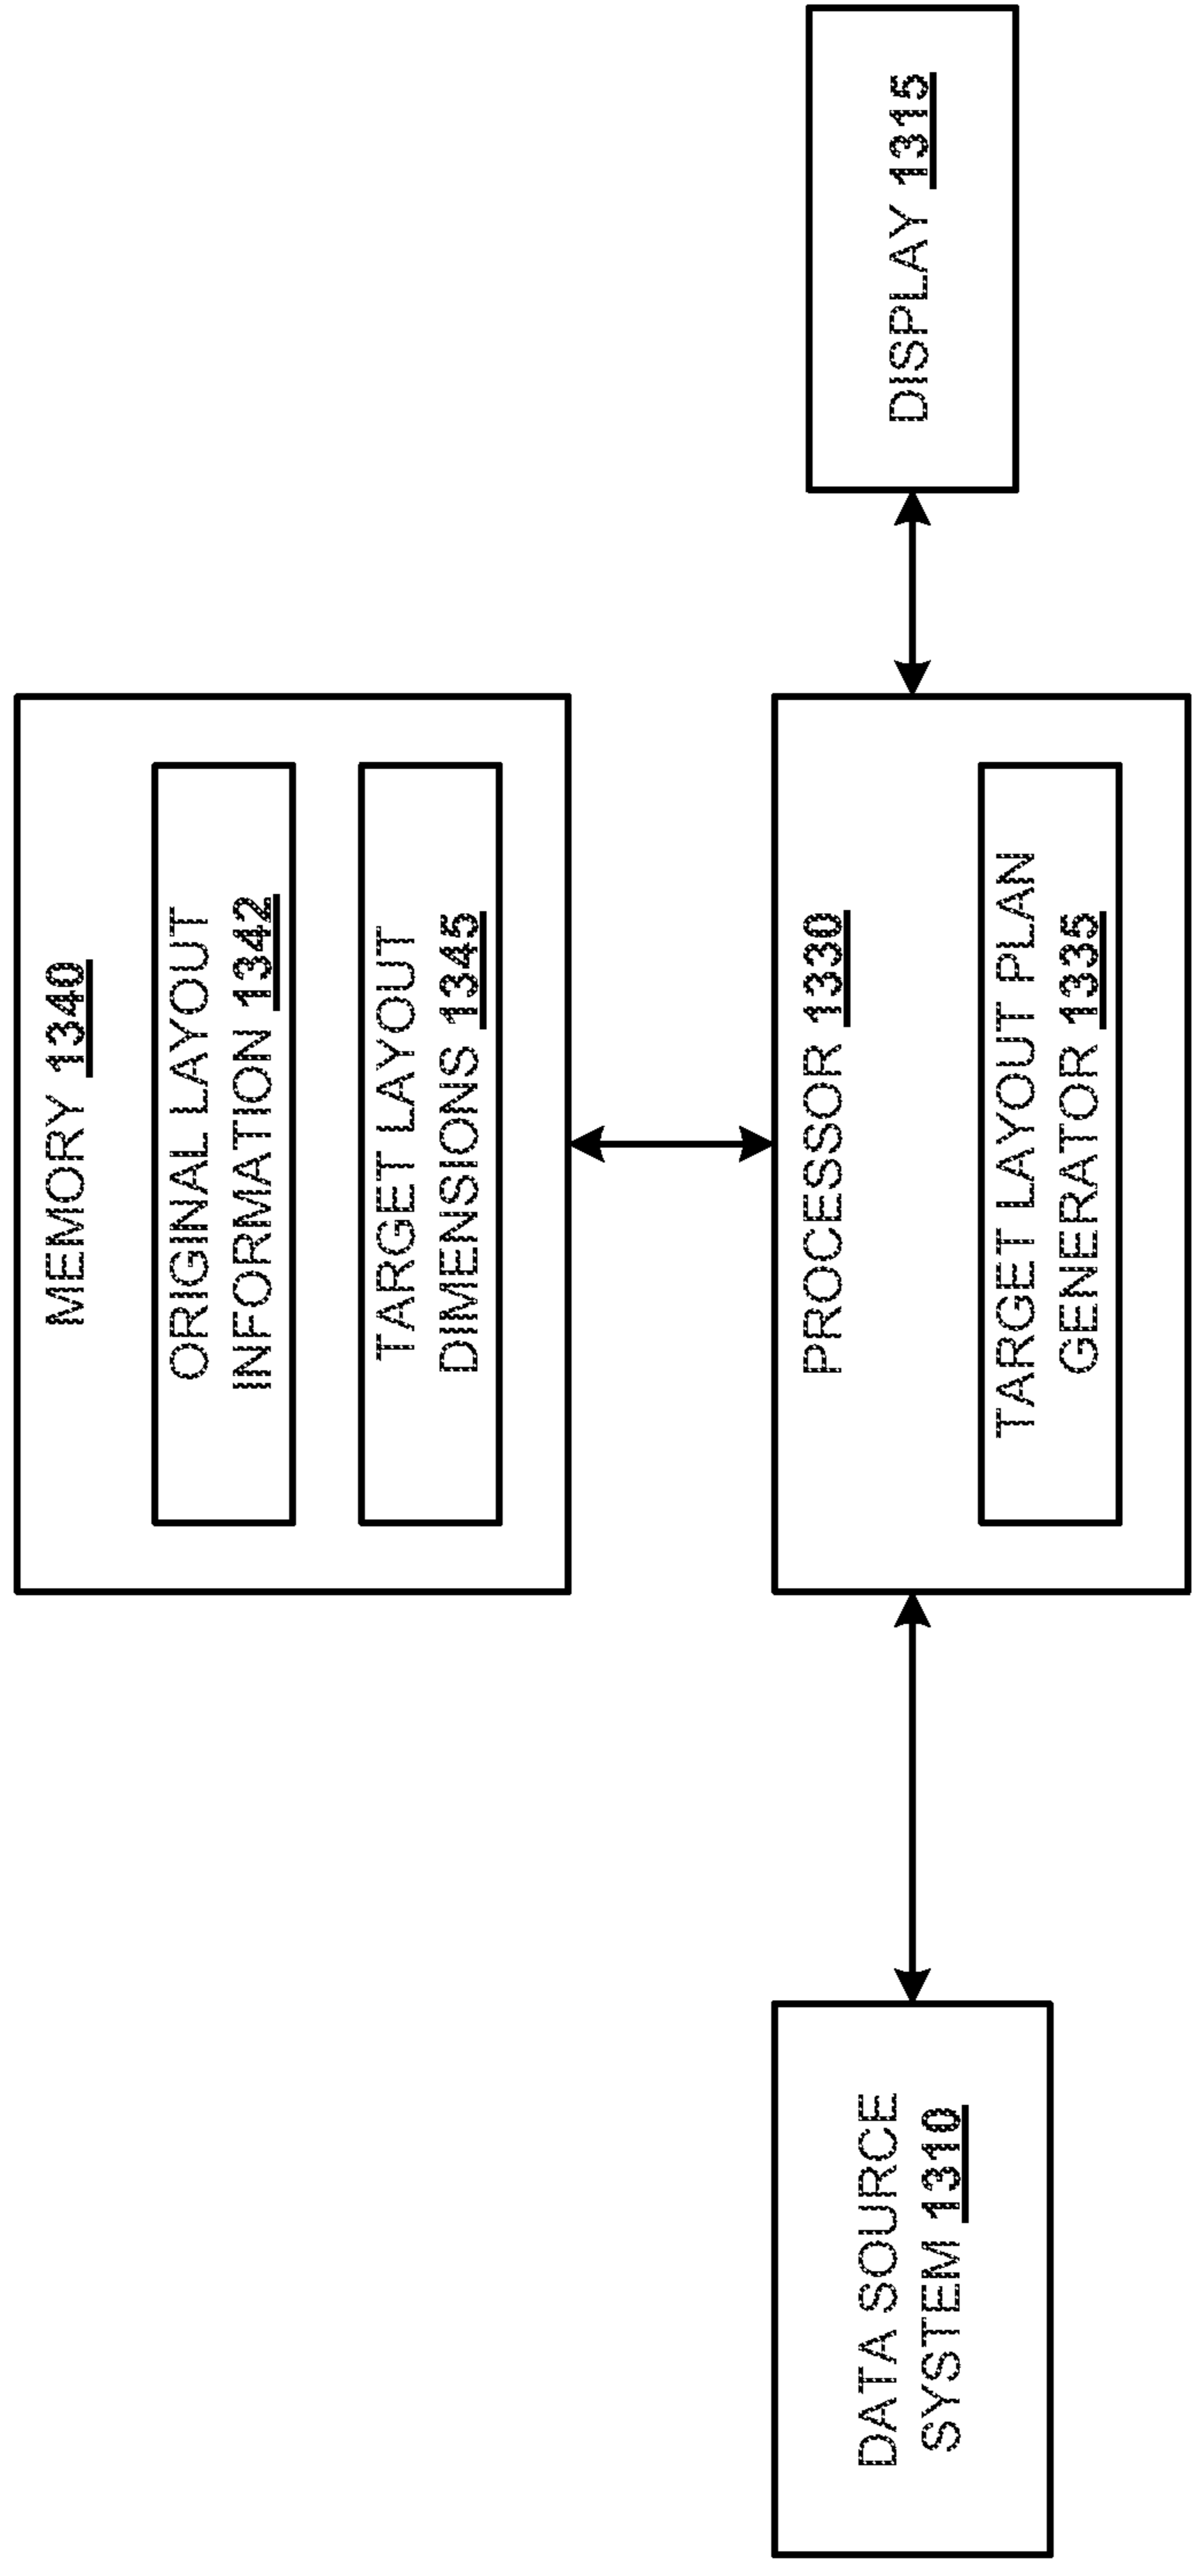 MEMORY 1340
ORIGINAL LAYOUT
INFORMATION 1342
TARGET LAYOUT
DIMENSIONS 1345
DATA SOURCE
SYSTEM 1310
PROCESSOR 1330
TARGET LAYOUT PLAN
GENERATOR 1335
DISPLAY 1315